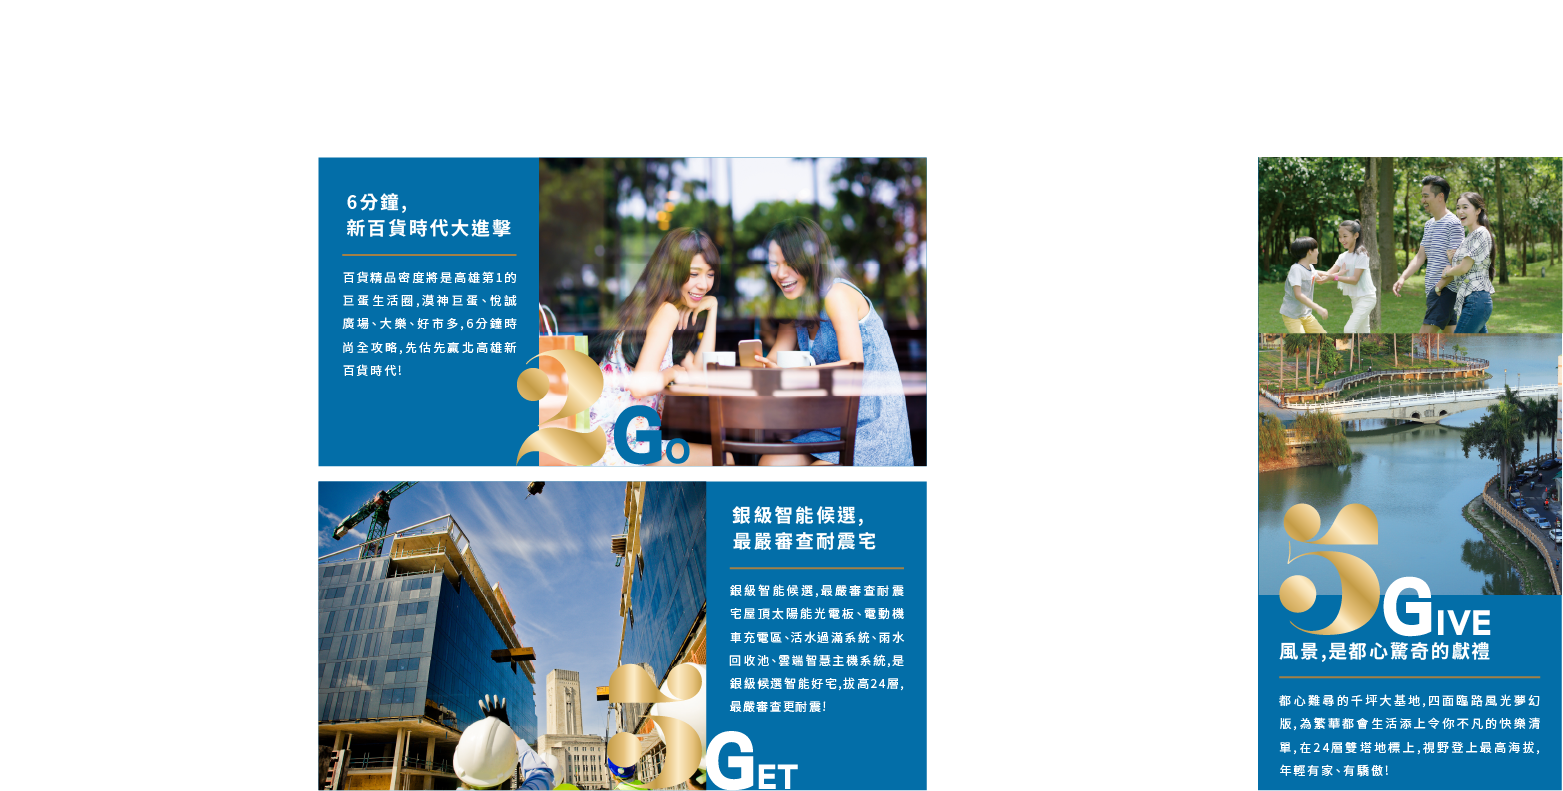 6分鐘,
新百貨時代大進擊
百貨精品密度將是高雄第1的
巨蛋生活圈,漢神巨蛋、悅誠
廣場、大樂、好市多,6分鐘時
尚全攻略,先估先贏北高雄新
百貨時代!
2 GO
銀級智能候選,
最嚴審查耐震宅
銀級智能候選,最嚴審查耐震
宅屋頂太陽能光電板、電動機
車充電區、活水過滿系統、雨水
回收池、雲端智慧主機系統,是
銀級候選智能好宅,拔高24層,
最嚴審查更耐震!
3 GET
5 GIVE
風景,是都心驚奇的獻禮
都心難尋的千坪大基地,四面臨路風光夢幻
版,為繁華都會生活添上令你不凡的快樂清
單,在24層雙塔地標上,視野登上最高海拔,
年輕有家、有驕傲!